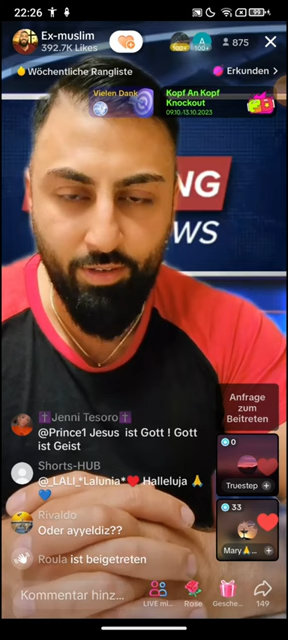 22:26
99
Ex-muslim
392.7K Likes
100+
100+
875
Wöchentliche Rangliste
Erkunden >
Vielen Dank
Kopf An Kopf
Knockout
09.10-13.10.2023
NG
WS
Anfrage
zum
Beitreten
Jenni Tesoro
@Prince1 Jesus ist Gott ! Gott
ist Geist
0
Truestep
Shorts-HUB
@_LALI_*Lalunia*❤️ Halleluja 🙏
💙
33
Rivaldo
Oder ayyeldiz??
Mary🙏...
Roula ist beigetreten
Kommentar hinz...
LIVE mi...
Rose
Gesche...
149